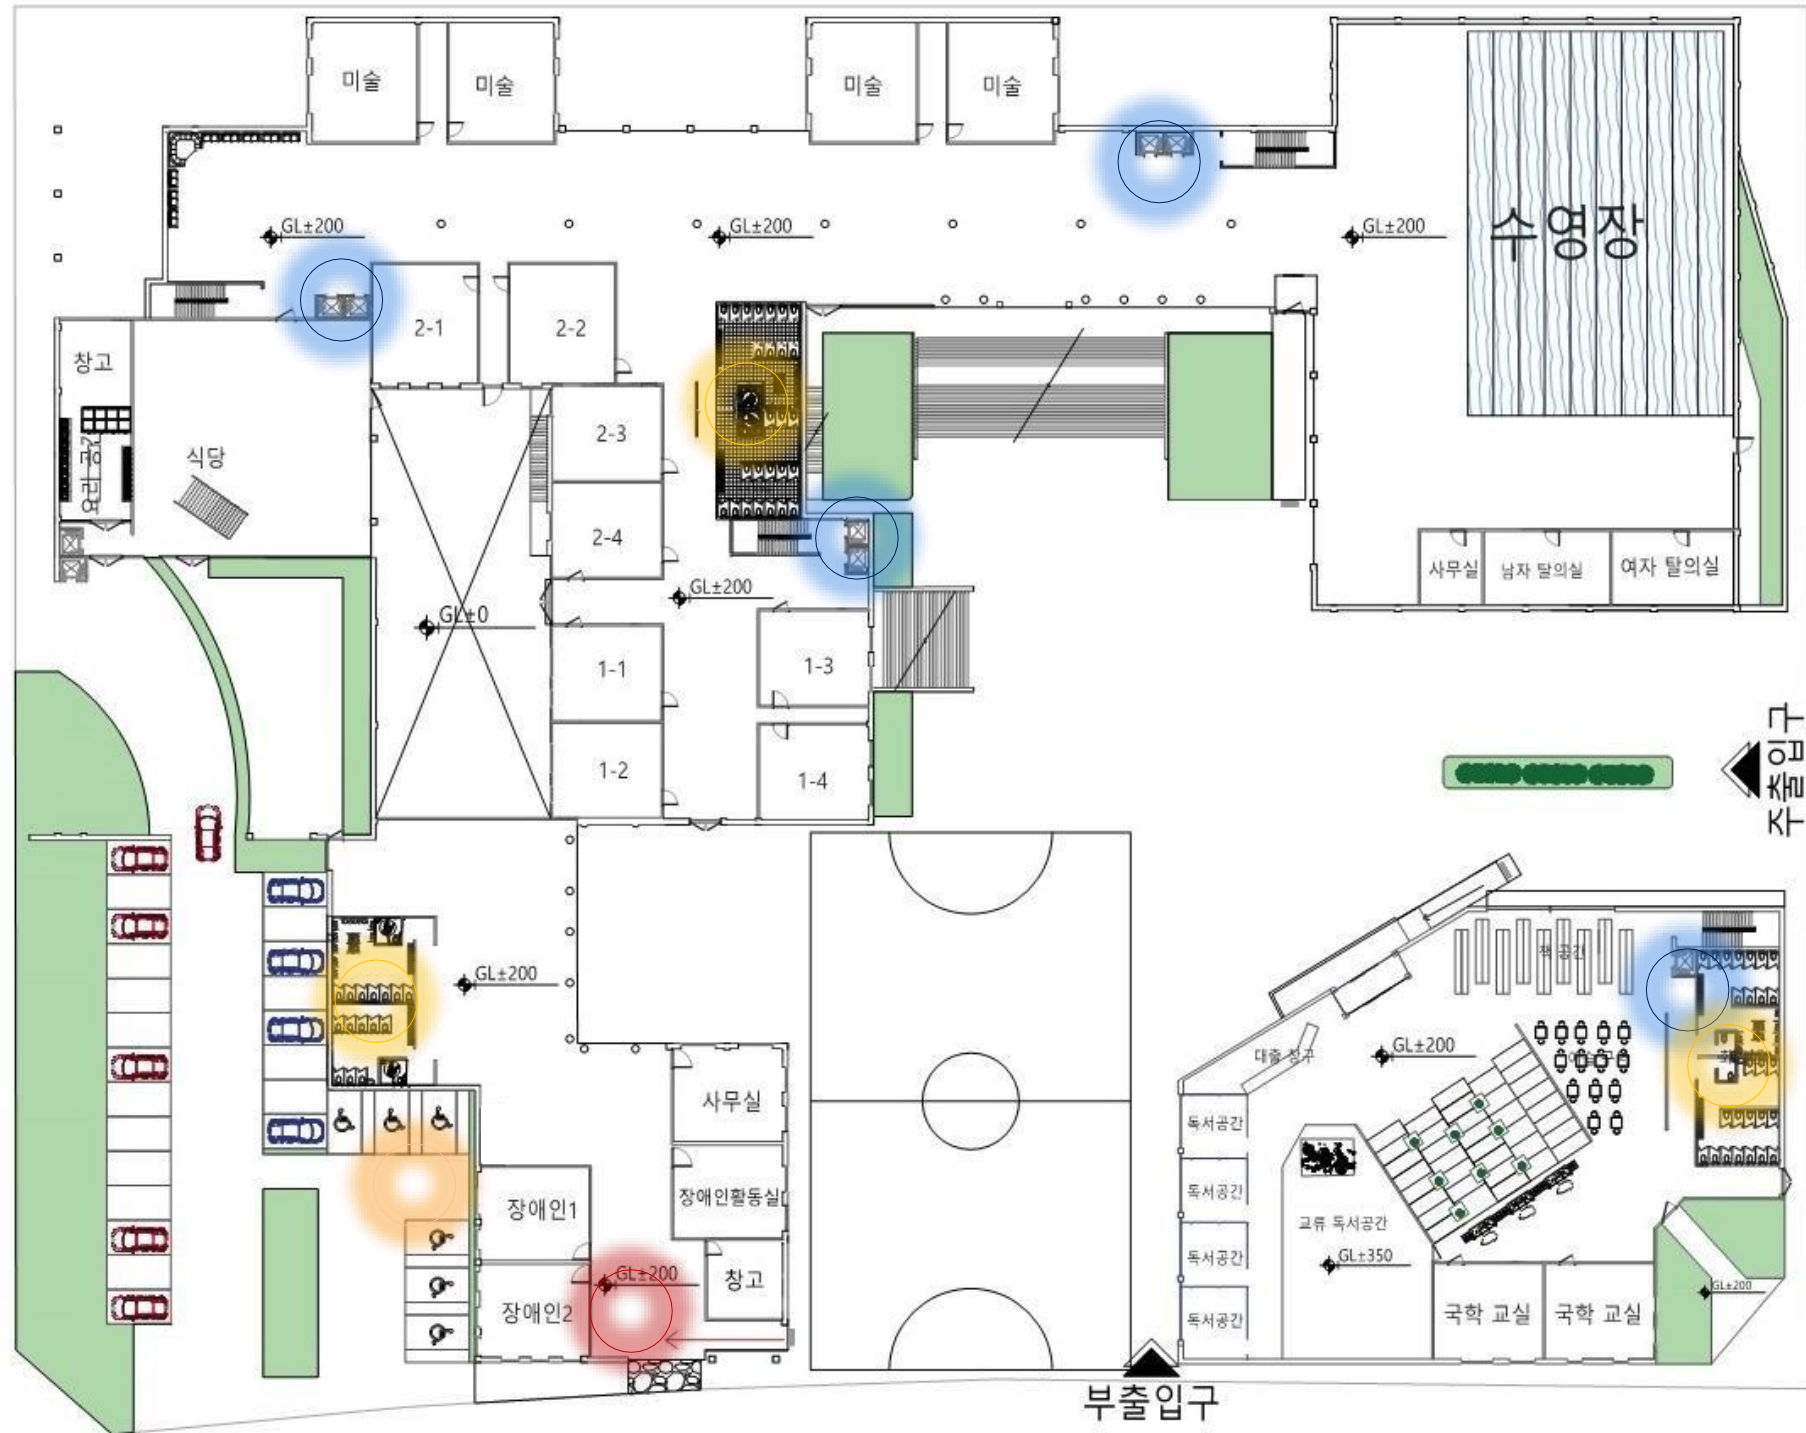 미술
미술
미술
미술
GL±200
GL±200
GL±200
수영장
2-1
2-2
창고
요리 공간
식당
2-3
2-4
GL±0
GL±200
1-1
1-2
1-3
1-4
사무실
남자 탈의실
여자 탈의실
주출입구
GL±200
사무실
장애인활동실
장애인1
장애인2
GL±200
창고
책 공간
대출 창구
GL±200
독서공간
독서공간
독서공간
독서공간
교류 독서공간
GL±350
국학 교실
국학 교실
GL±200
부출입구